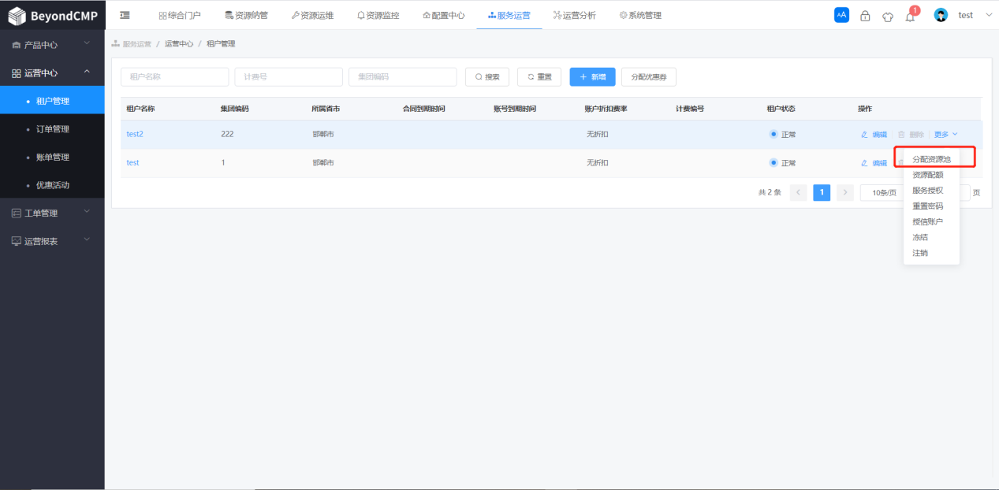 BeyondCMP
综合门户 资源纳管 资源运维 资源监控 配置中心 服务运营 运营分析 系统管理 AA 1 test
产品中心
运营中心
租户管理
订单管理
账单管理
优惠活动
工单管理
运营报表
服务运营 / 运营中心 / 租户管理
租户名称 计费号 集团编码 搜索 重置 新增 分配优惠券
租户名称 集团编码 所属省市 合同到期时间 账号到期时间 账户折扣费率 计费编号 租户状态 操作
test2 222 邯郸市 无折扣 正常 编辑 删除 更多
test 1 邯郸市 无折扣 正常 编辑
共 2 条 1 10条/页 页
分配资源池
资源配额
服务授权
重置密码
授信账户
冻结
注销